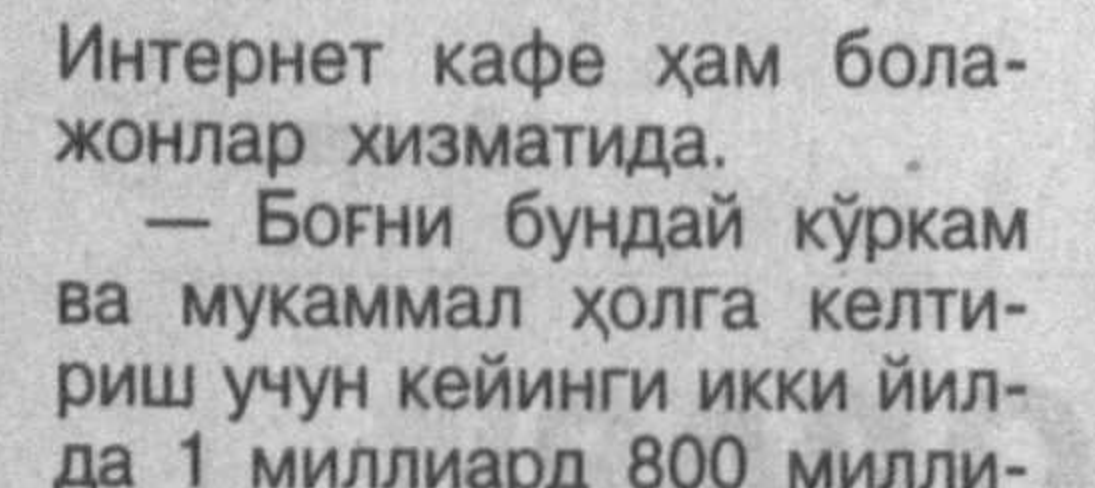 Интернет кафе ҳам бола-
жонлар хизматида.
— Боғни бундай кўркам
ва мукаммал ҳолга келти-
риш учун кейинги икки йил-
да 1 миллиард 800 милли-